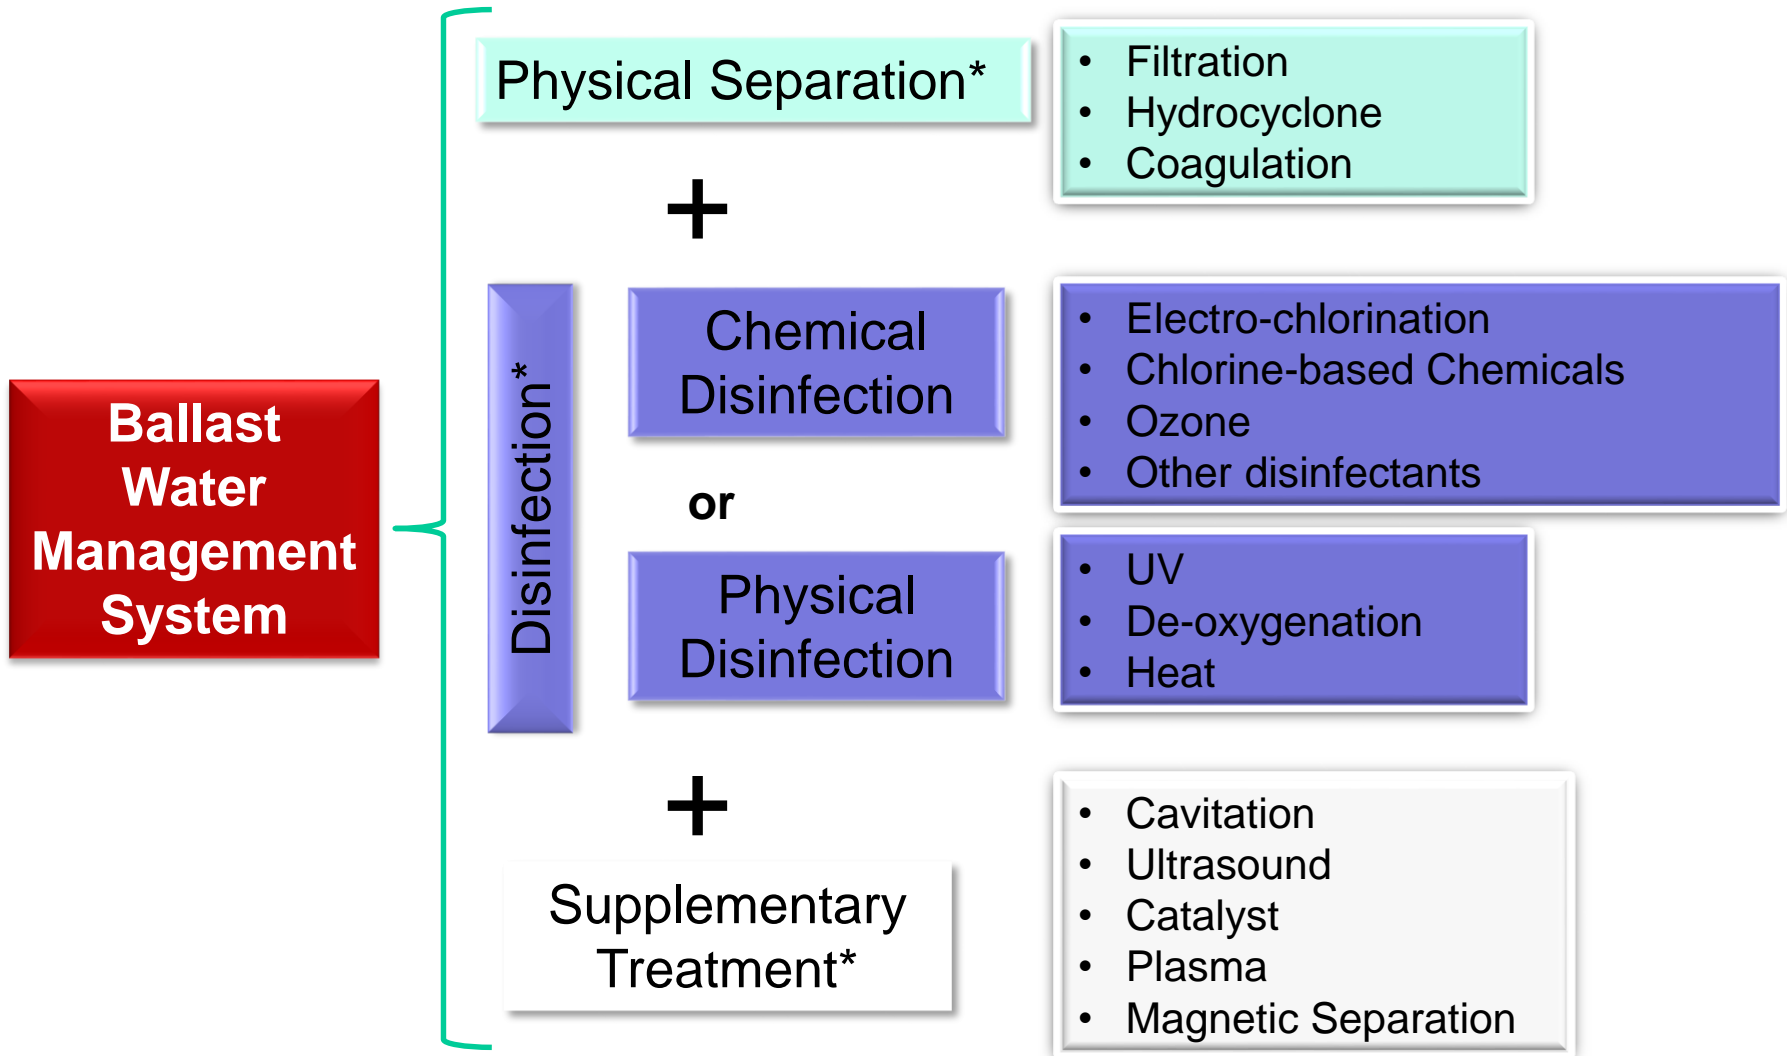 Ballast
Water
Management
System
Physical Separation*
• Filtration
• Hydrocyclone
• Coagulation
+
Disinfection*
Chemical
Disinfection
• Electro-chlorination
• Chlorine-based Chemicals
• Ozone
• Other disinfectants
or
Physical
Disinfection
• UV
• De-oxygenation
• Heat
+
Supplementary
Treatment*
• Cavitation
• Ultrasound
• Catalyst
• Plasma
• Magnetic Separation